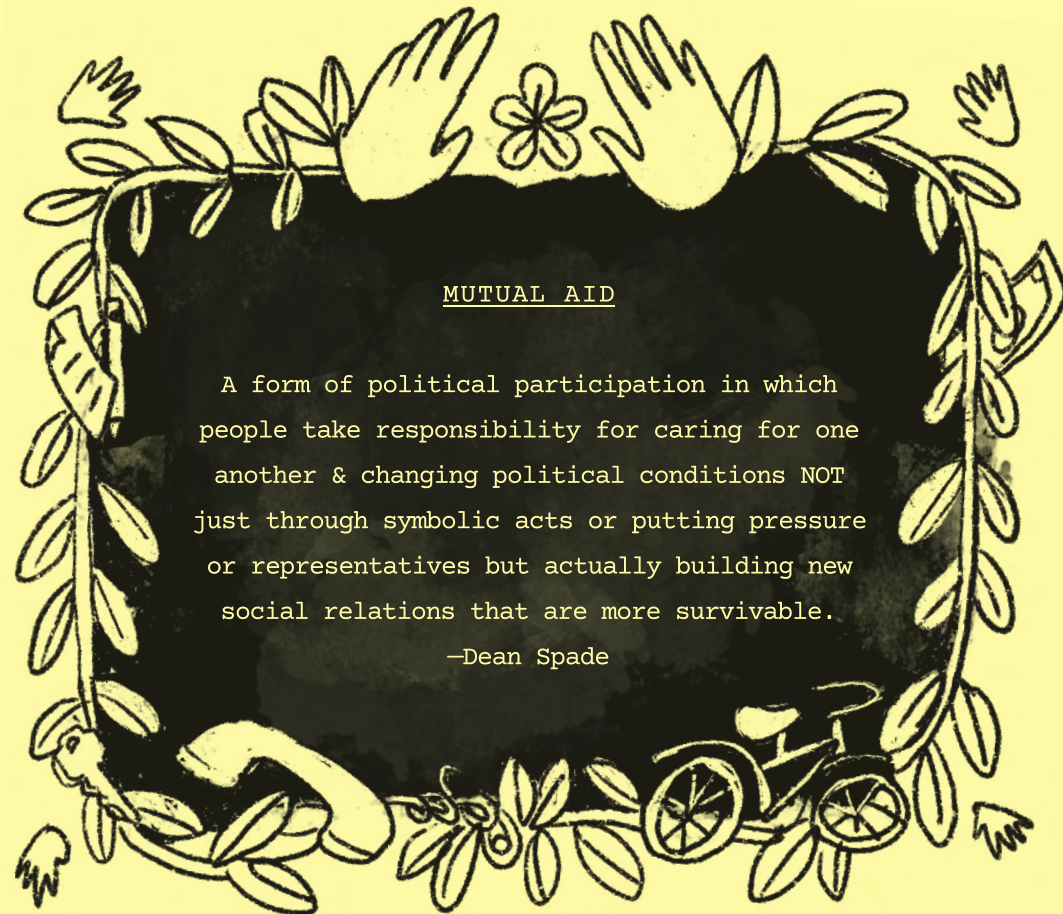 MUTUAL AID
A form of political participation in which
people take responsibility for caring for one
another & changing political conditions NOT
just through symbolic acts or putting pressure
or representatives but actually building new
social relations that are more survivable.
—Dean Spade